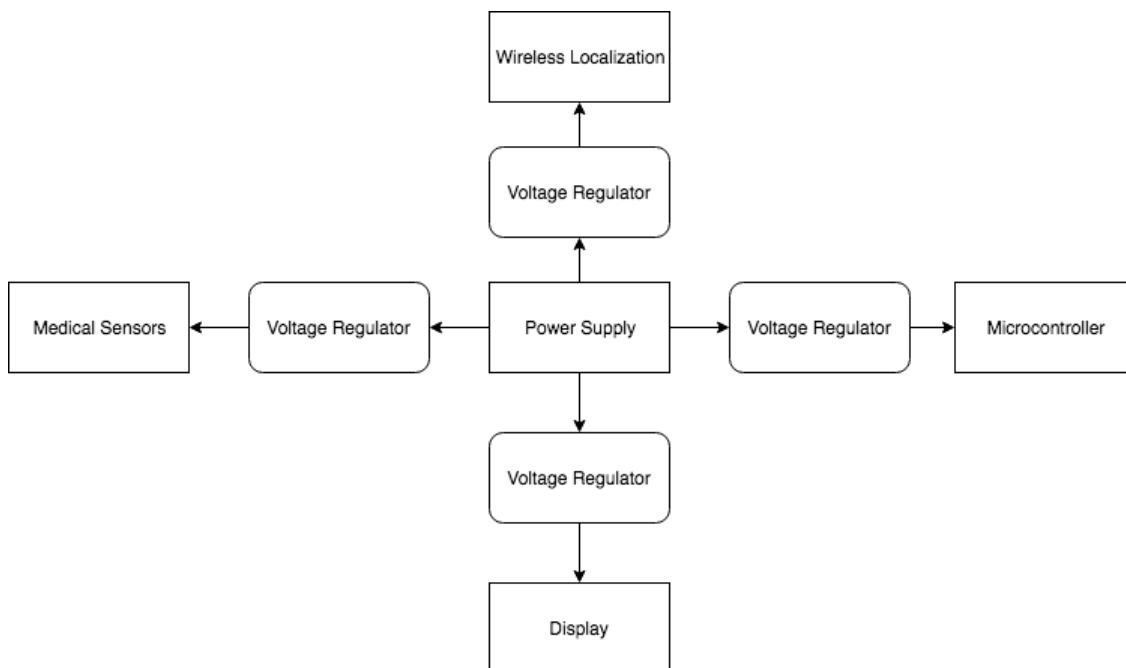 Wireless Localization
Voltage Regulator
Medical Sensors
Voltage Regulator
Power Supply
Voltage Regulator
Microcontroller
Voltage Regulator
Display